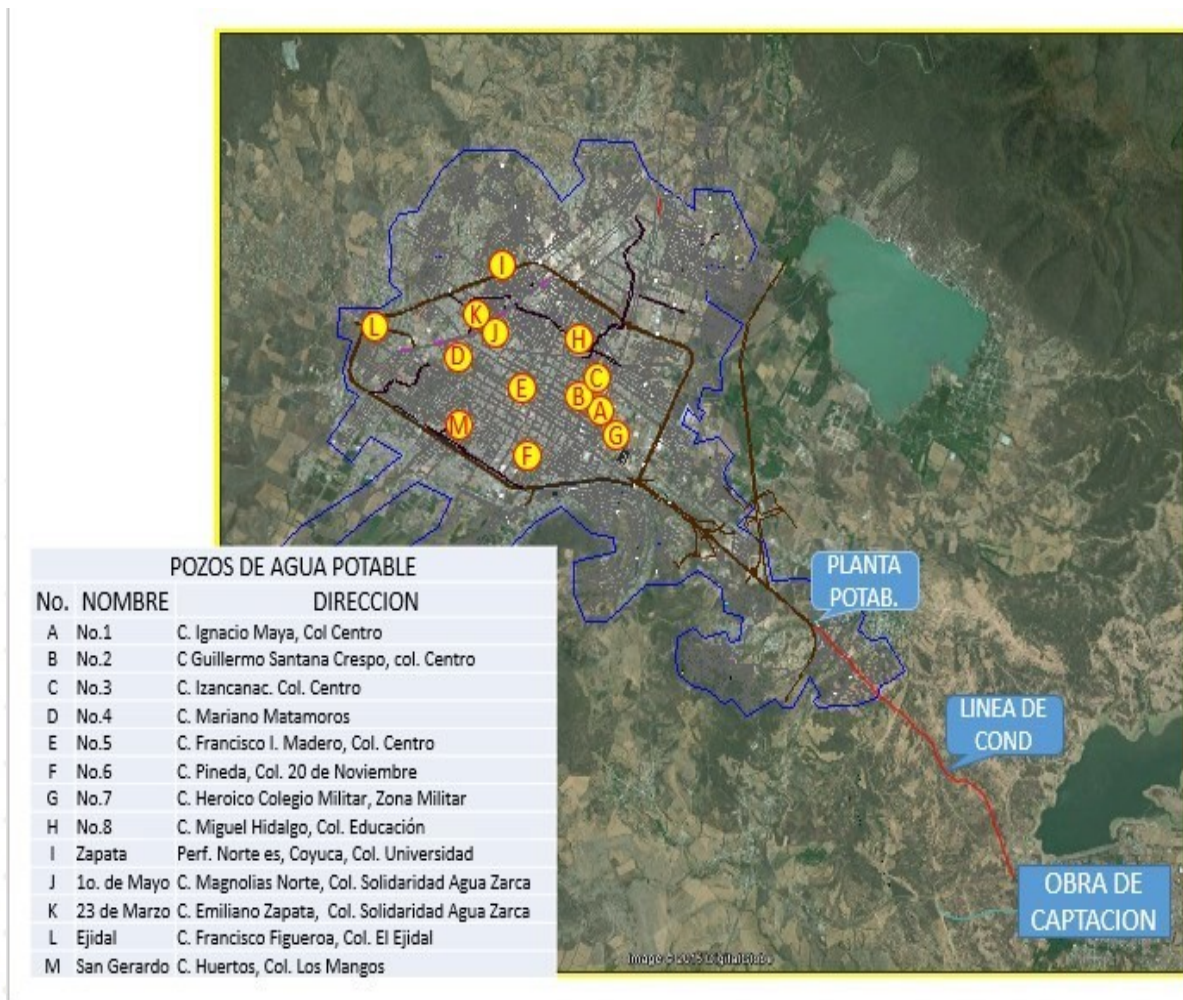 I
K
J
L
H
D
C
E
B
A
M
G
F
PLANTA
POTAB.
LINEA DE
COND
OBRA DE
CAPTACION
POZOS DE AGUA POTABLE
No. NOMBRE DIRECCION
A No.1 C. Ignacio Maya, Col Centro
B No.2 C Guillermo Santana Crespo, col. Centro
C No.3 C. Izancanac. Col. Centro
D No.4 C. Mariano Matamoros
E No.5 C. Francisco I. Madero, Col. Centro
F No.6 C. Pineda, Col. 20 de Noviembre
G No.7 C. Heroico Colegio Militar, Zona Militar
H No.8 C. Miguel Hidalgo, Col. Educación
I Zapata Perf. Norte es, Coyuca, Col. Universidad
J 1o. de Mayo C. Magnolias Norte, Col. Solidaridad Agua Zarca
K 23 de Marzo C. Emiliano Zapata, Col. Solidaridad Agua Zarca
L Ejidal C. Francisco Figueroa, Col. El Ejidal
M San Gerardo C. Huertos, Col. Los Mangos
Image © 2015 DigitalGlobe